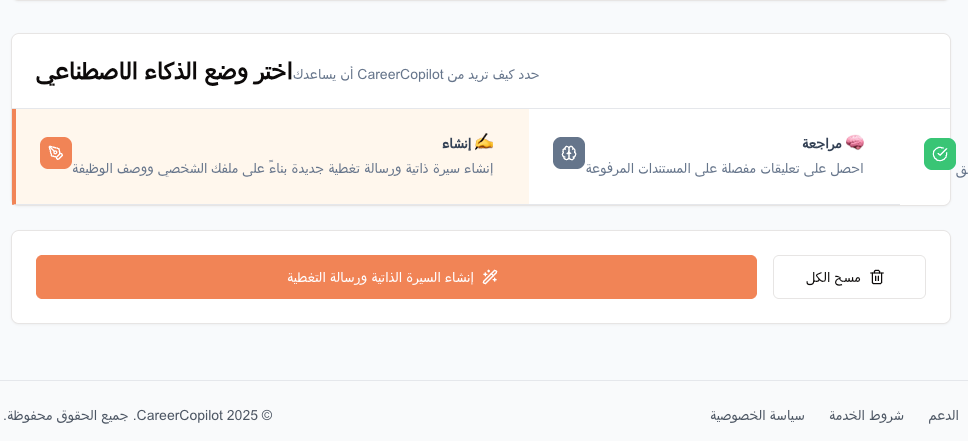 اختر وضع الذكاء الاصطناعي
حدد كيف تريد من CareerCopilot أن يساعدك
✍️ إنشاء
إنشاء سيرة ذاتية ورسالة تغطية جديدة بناءً على ملفك الشخصي ووصف الوظيفة
🧠 مراجعة
احصل على تعليقات مفصلة على المستندات المرفوعة
إنشاء السيرة الذاتية ورسالة التغطية
مسح الكل
© 2025 CareerCopilot. جميع الحقوق محفوظة.
سياسة الخصوصية
شروط الخدمة
الدعم